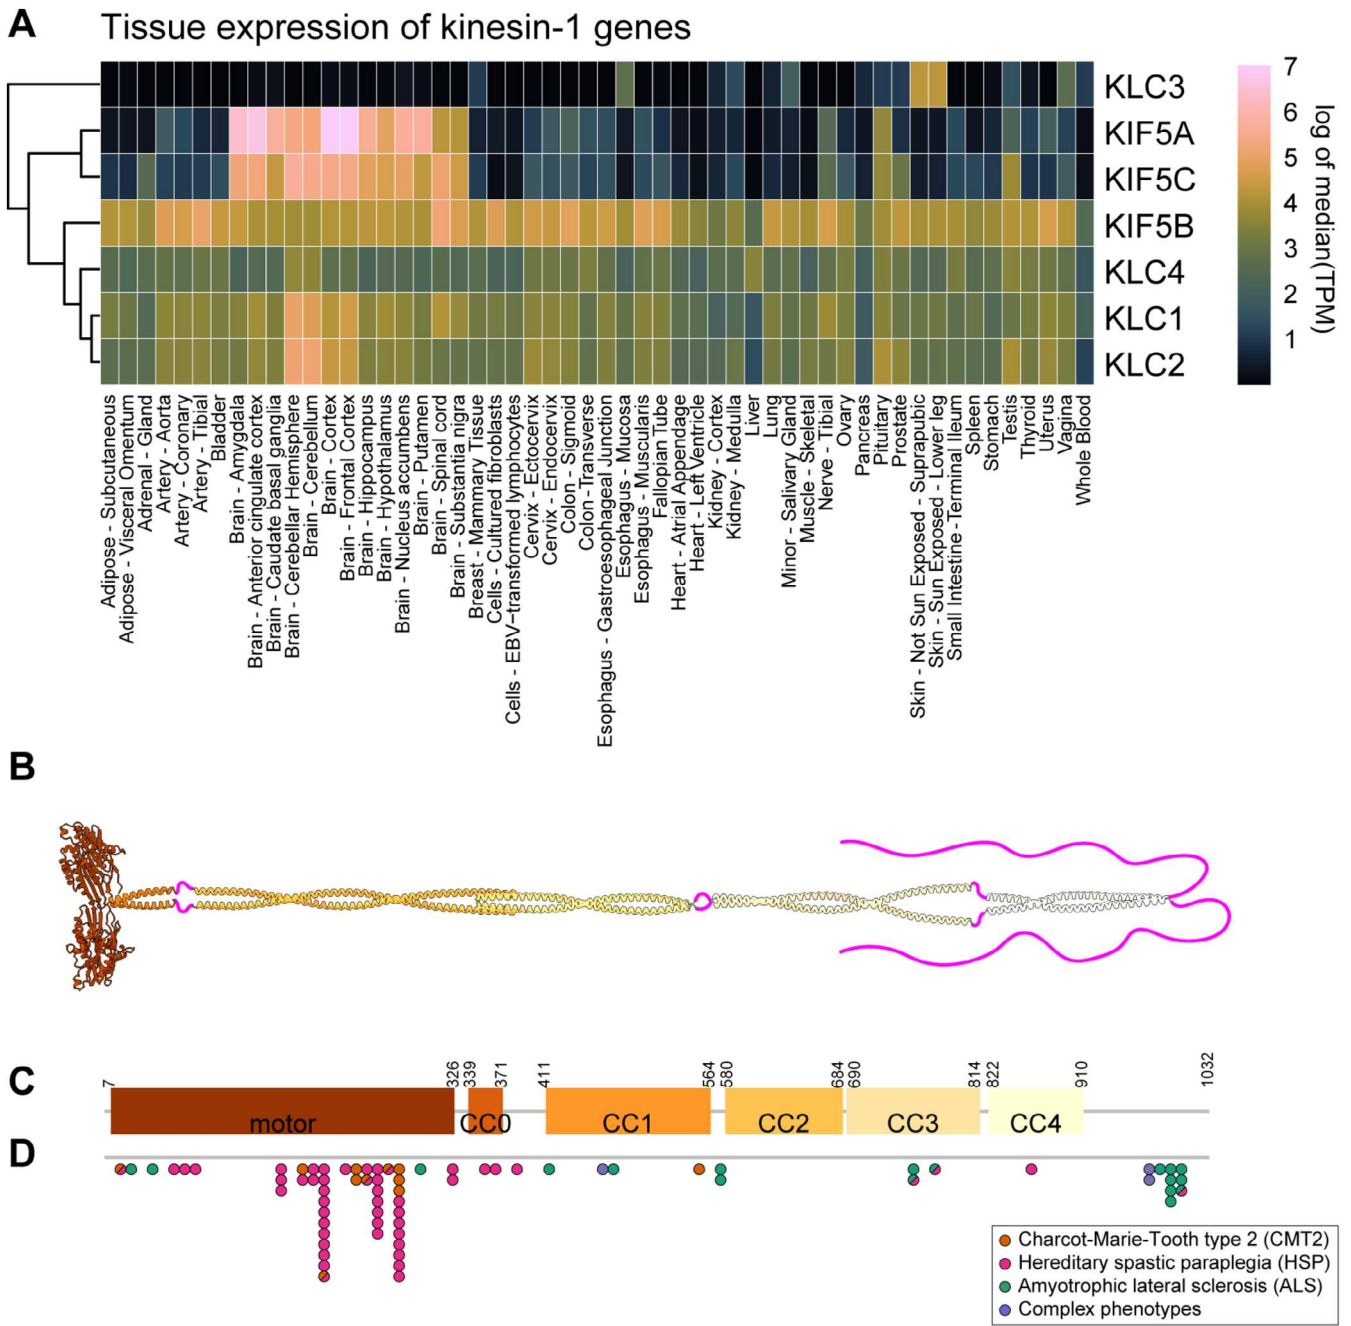 A
Tissue expression of kinesin-1 genes
KLC3
KIF5A
KIF5C
KIF5B
KLC4
KLC1
KLC2
7
6
5
4
3
2
1
log of median(TPM)
Adipose - Subcutaneous
Adipose - Visceral Omentum
Adrenal - Gland
Artery - Aorta
Artery - Coronary
Artery - Tibial
Bladder
Brain - Amygdala
Brain - Anterior cingulate cortex
Brain - Caudate basal ganglia
Brain - Cerebellar Hemisphere
Brain - Cerebellum
Brain - Cortex
Brain - Frontal Cortex
Brain - Hippocampus
Brain - Hypothalamus
Brain - Nucleus accumbens
Brain - Putamen
Brain - Spinal cord
Brain - Substantia nigra
Breast - Mammary Tissue
Cells - Cultured fibroblasts
Cells - EBV−transformed lymphocytes
Cervix - Ectocervix
Cervix - Endocervix
Colon - Sigmoid
Colon -Transverse
Esophagus - Gastroesophageal Junction
Esophagus - Mucosa
Esophagus - Muscularis
Fallopian Tube
Heart - Atrial Appendage
Heart - Left Ventricle
Kidney - Cortex
Kidney - Medulla
Liver
Lung
Minor - Salivary Gland
Muscle - Skeletal
Nerve - Tibial
Ovary
Pancreas
Pituitary
Prostate
Skin - Not Sun Exposed - Suprapubic
Skin - Sun Exposed - Lower leg
Small Intestine -Terminal Ileum
Spleen
Stomach
Testis
Thyroid
Uterus
Vagina
Whole Blood
B
C
7
326
339
371
411
564
580
684
690
814
822
910
1032
motor
CC0
CC1
CC2
CC3
CC4
D
Charcot-Marie-Tooth type 2 (CMT2)
Hereditary spastic paraplegia (HSP)
Amyotrophic lateral sclerosis (ALS)
Complex phenotypes